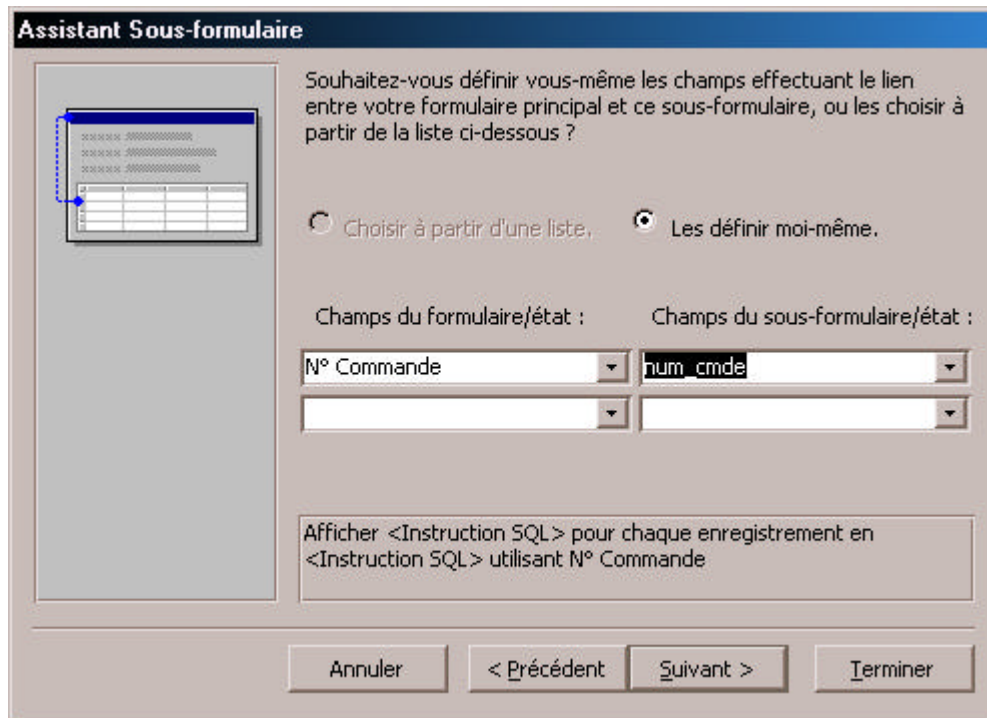 Assistant Sous-formulaire
Souhaitez-vous définir vous-même les champs effectuant le lien
entre votre formulaire principal et ce sous-formulaire, ou les choisir à
partir de la liste ci-dessous ?
Choisir à partir d'une liste.
Les définir moi-même.
Champs du formulaire/état :
Champs du sous-formulaire/état :
N° Commande
num_cmde
Afficher <Instruction SQL> pour chaque enregistrement en
<Instruction SQL> utilisant N° Commande
Annuler
< Précédent
Suivant >
Terminer